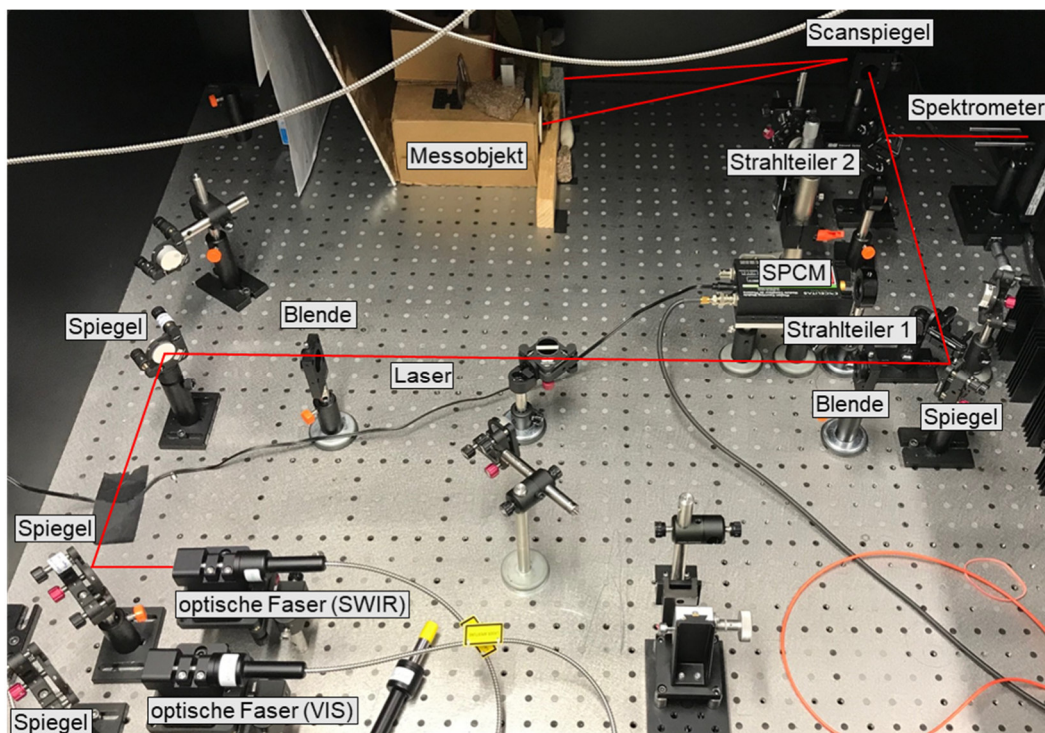 Scanspiegel
Spektrometer
Messobjekt
Strahlteiler 2
SPCM
Spiegel
Blende
Strahlteiler 1
Laser
Blende
Spiegel
Spiegel
optische Faser (SWIR)
optische Faser (VIS)
Spiegel